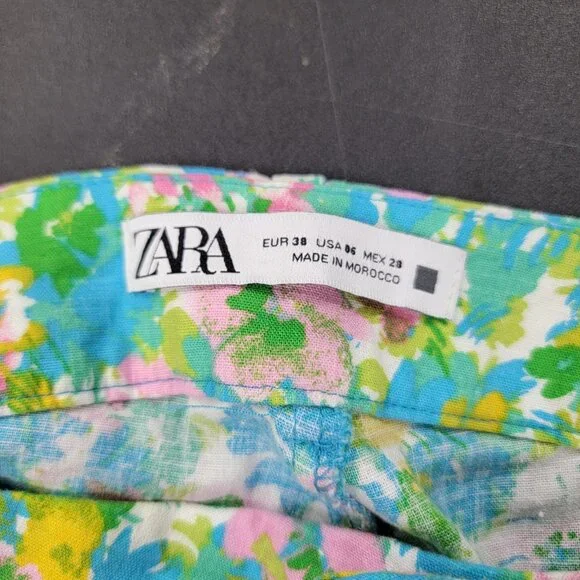 ZARA
EUR 38 USA 06 MEX 28
MADE IN MOROCCO